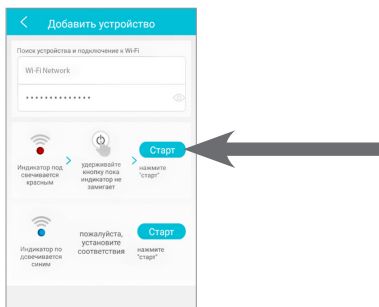 Добавить устройство
Поиск устройства и подключение к Wi-Fi
Wi-Fi Network
••••••••••••••
Индикатор под
свечивается
красным
удерживайте
кнопку пока
индикатор не
замигает
Старт
нажмите
"старт"
Индикатор по
дсвечивается
синим
пожалуйста,
установите
соответствия
Старт
нажмите
"старт"